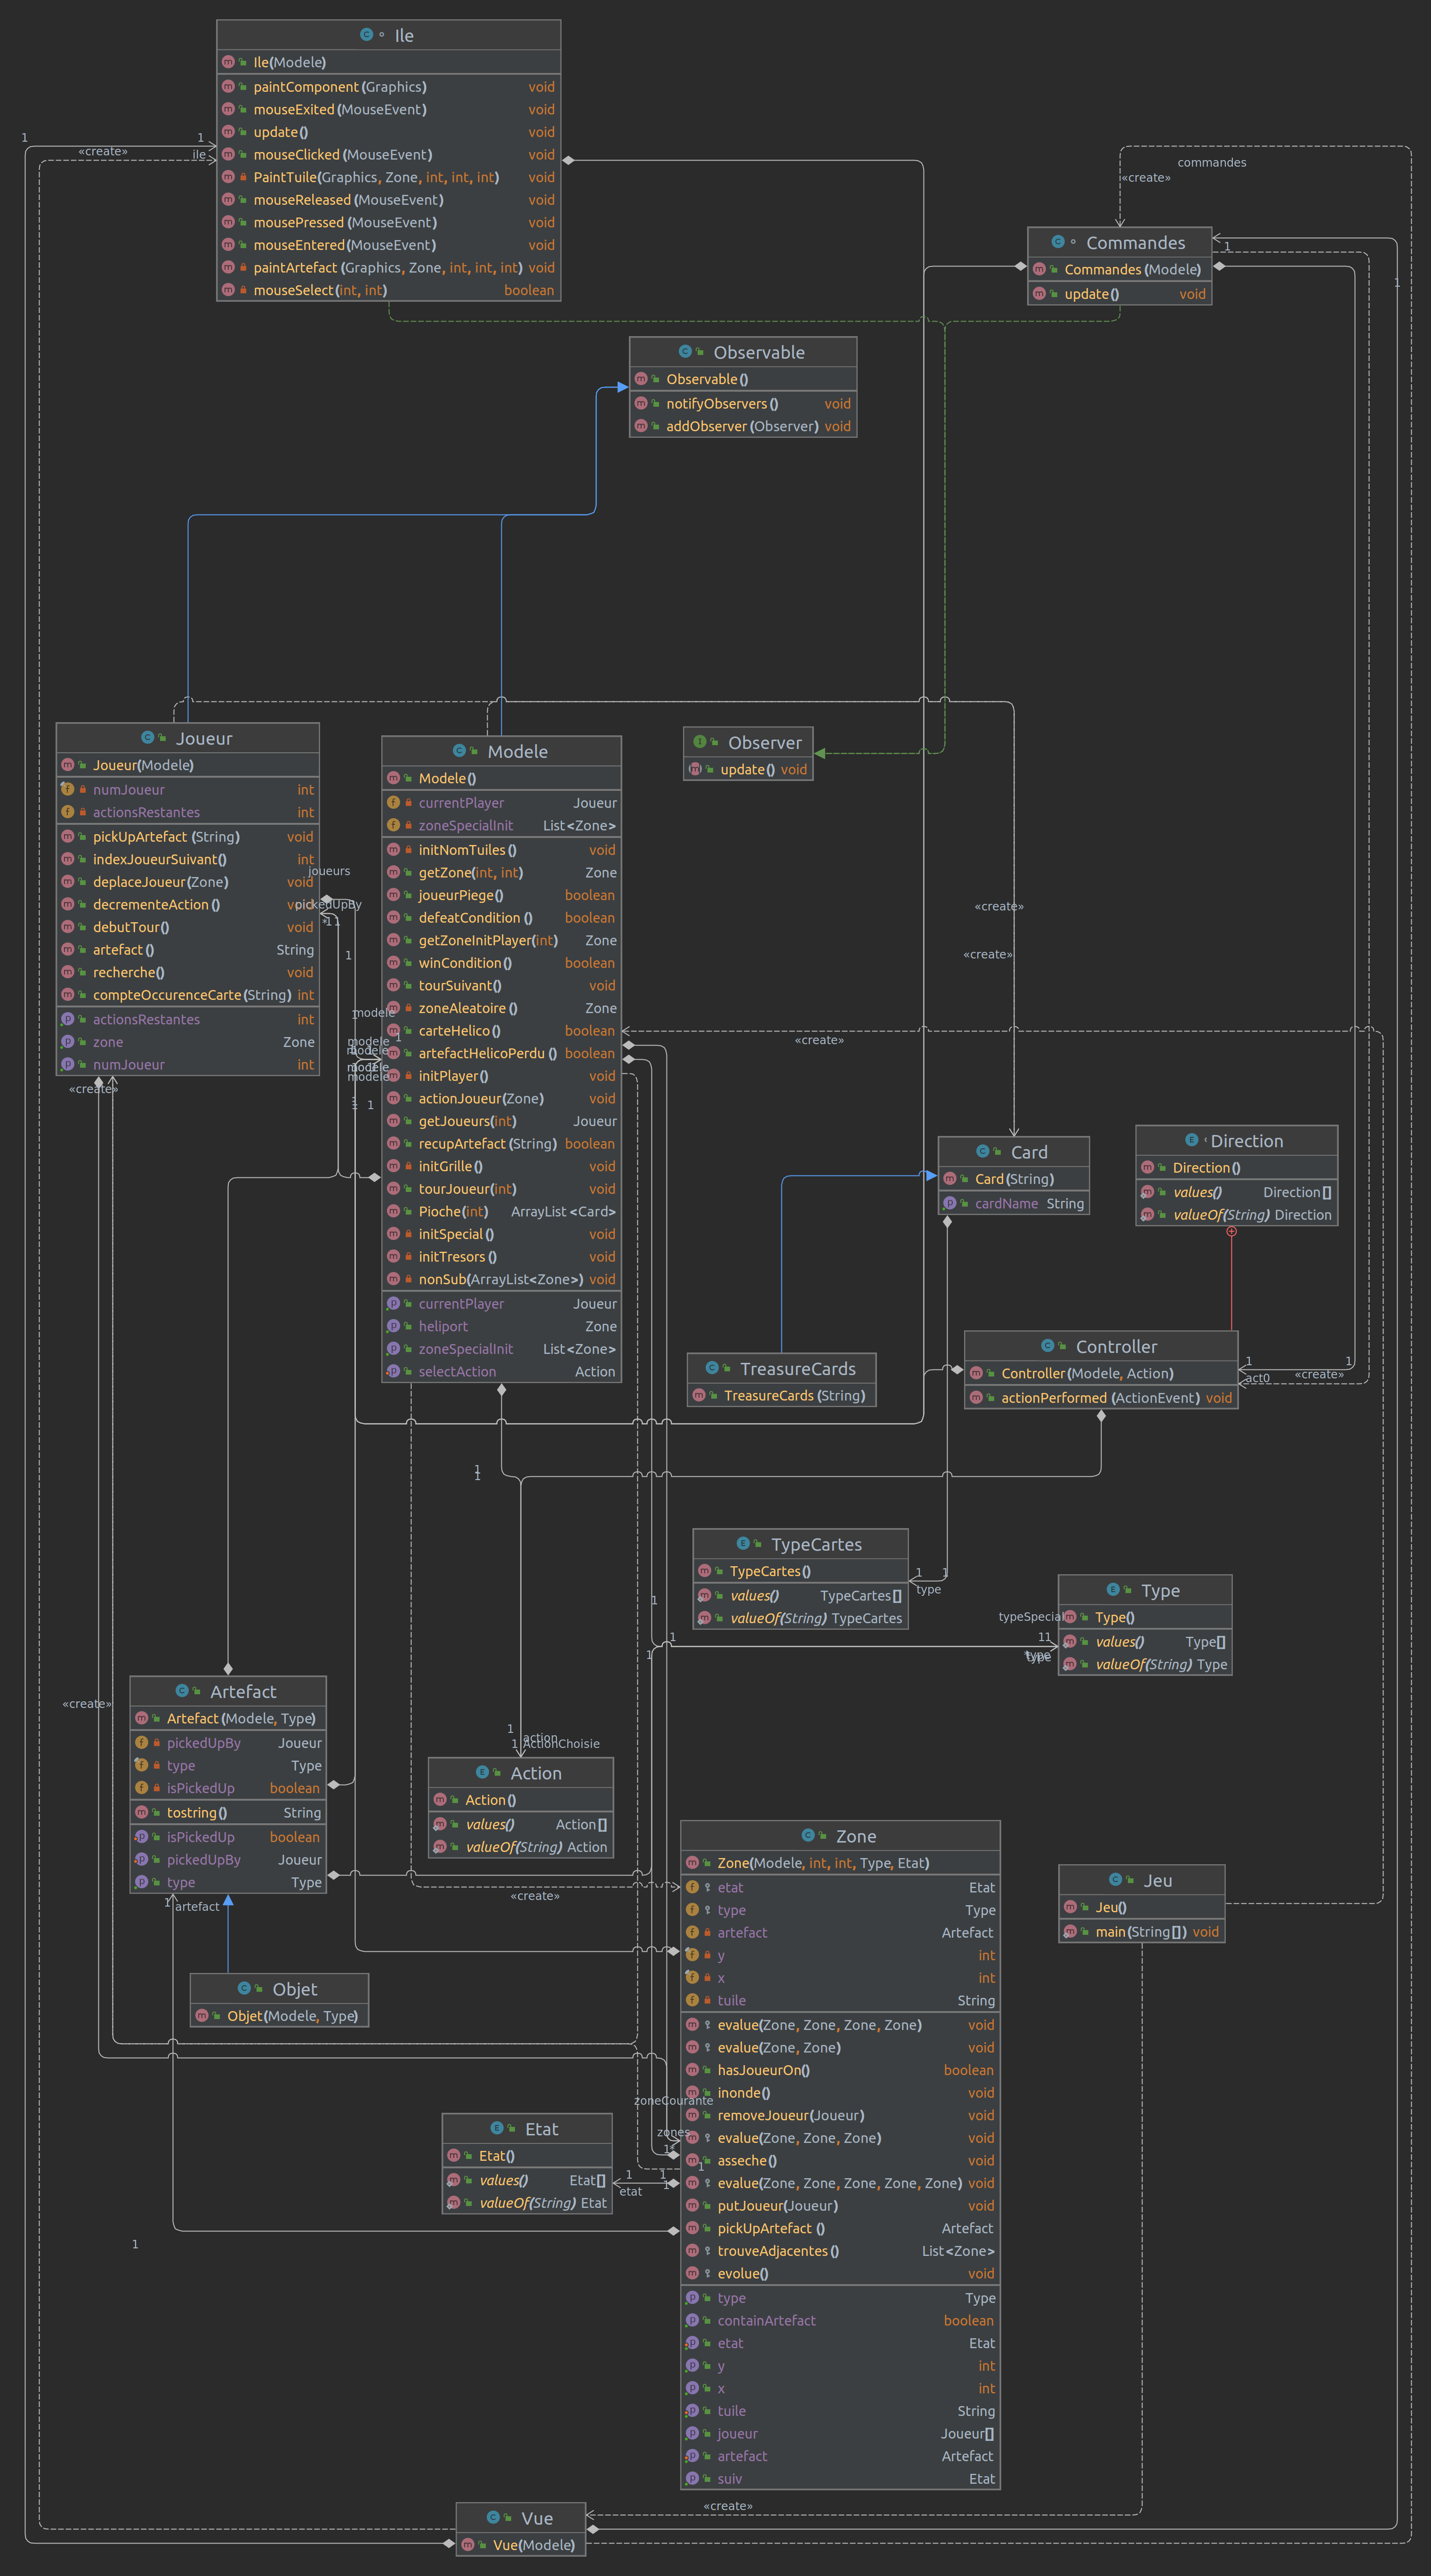 Ile
Ile(Modele)
paintComponent(Graphics) void
mouseExited(MouseEvent) void
update() void
mouseClicked(MouseEvent) void
PaintTuile(Graphics, Zone, int, int, int) void
mouseReleased(MouseEvent) void
mousePressed(MouseEvent) void
mouseEntered(MouseEvent) void
paintArtefact(Graphics, Zone, int, int, int) void
mouseSelect(int, int) boolean
1
«create»
1
ile
commandes
«create»
Commandes
Commandes(Modele)
update() void
1
1
Observable
Observable()
notifyObservers() void
addObserver(Observer) void
Joueur
Joueur(Modele)
numJoueur int
actionsRestantes int
pickUpArtefact(String) void
indexJoueurSuivant() int
deplaceJoueur(Zone) void
decrementeAction() void
debutTour() void
artefact() String
recherche() void
compteOccurenceCarte(String) int
actionsRestantes int
zone Zone
numJoueur int
joueurs
pickedUpBy
*11
1
«create»
Modele
Modele()
currentPlayer Joueur
zoneSpecialInit List<Zone>
initNomTuiles() void
getZone(int, int) Zone
joueurPiege() boolean
defeatCondition() boolean
getZoneInitPlayer(int) Zone
winCondition() boolean
tourSuivant() void
zoneAleatoire() Zone
carteHelico() boolean
artefactHelicoPerdu() boolean
initPlayer() void
actionJoueur(Zone) void
getJoueurs(int) Joueur
recupArtefact(String) boolean
initGrille() void
tourJoueur(int) void
Pioche(int) ArrayList<Card>
initSpecial() void
initTresors() void
nonSub(ArrayList<Zone>) void
currentPlayer Joueur
heliport Zone
zoneSpecialInit List<Zone>
selectAction Action
modele
1
modele
modele
modele
modele
1
1
Observer
update() void
«create»
«create»
«create»
Card
Card(String)
cardName String
Direction
Direction()
values() Direction[]
valueOf(String) Direction
TreasureCards
TreasureCards(String)
Controller
Controller(Modele, Action)
actionPerformed(ActionEvent) void
1
1
act0
«create»
1
1
TypeCartes
TypeCartes()
values() TypeCartes[]
valueOf(String) TypeCartes
1
1
type
Type
Type()
values() Type[]
valueOf(String) Type
typeSpecial
11
type
1
1
1
«create»
Artefact
Artefact(Modele, Type)
pickedUpBy Joueur
type Type
isPickedUp boolean
tostring() String
isPickedUp boolean
pickedUpBy Joueur
type Type
1
action
1
ActionChoisie
Action
Action()
values() Action[]
valueOf(String) Action
«create»
1
artefact
Objet
Objet(Modele, Type)
Zone
Zone(Modele, int, int, Type, Etat)
etat Etat
type Type
artefact Artefact
y int
x int
tuile String
evalue(Zone, Zone, Zone, Zone) void
evalue(Zone, Zone) void
hasJoueurOn() boolean
inonde() void
removeJoueur(Joueur) void
evalue(Zone, Zone, Zone) void
asseche() void
evalue(Zone, Zone, Zone, Zone, Zone) void
putJoueur(Joueur) void
pickUpArtefact() Artefact
trouveAdjacentes() List<Zone>
evolue() void
type Type
containArtefact boolean
etat Etat
y int
x int
tuile String
joueur Joueur[]
artefact Artefact
suiv Etat
Jeu
Jeu()
main(String[]) void
zoneCourante
zones
1*
1
Etat
Etat()
values() Etat[]
valueOf(String) Etat
1
1
1
etat
1
«create»
Vue
Vue(Modele)